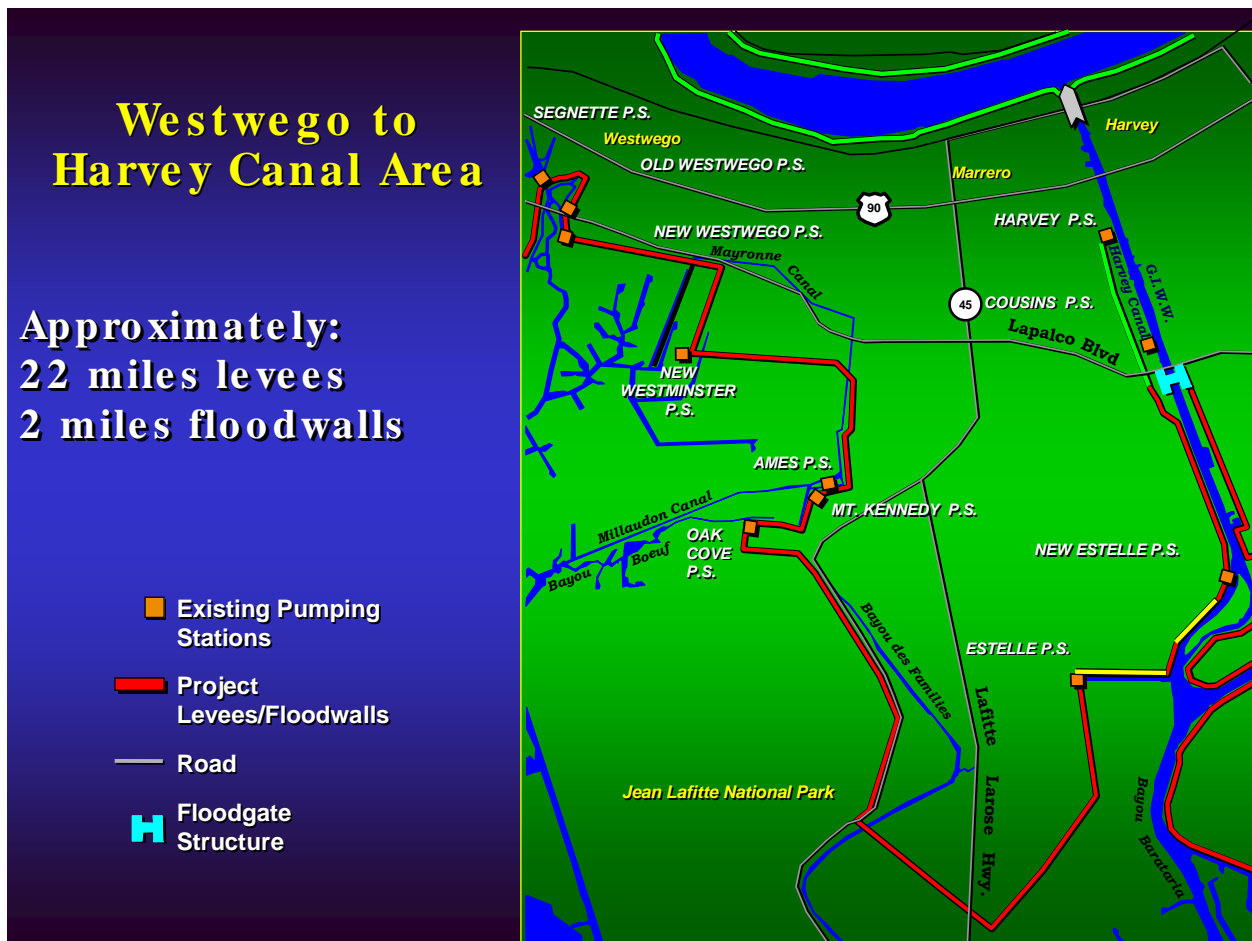 Westwego to
Harvey Canal Area
Approximately:
22 miles levees
2 miles floodwalls
Existing Pumping
Stations
Project
Levees/Floodwalls
Road
Floodgate
Structure
SEGNETTE P.S.
Westwego
Harvey
OLD WESTWEGO P.S.
Marrero
90
HARVEY P.S.
NEW WESTWEGO P.S.
Mayronne
Canal
Harvey Canal
G.I.W.W.
45
COUSINS P.S.
Lapalco Blvd
NEW
WESTMINSTER
P.S.
AMES P.S.
Millaudon Canal
MT. KENNEDY P.S.
OAK
COVE
P.S.
Bayou
Boeuf
NEW ESTELLE P.S.
Bayou des Families
ESTELLE P.S.
Lafitte
Larose
Hwy.
Jean Lafitte National Park
Bayou
Barataria